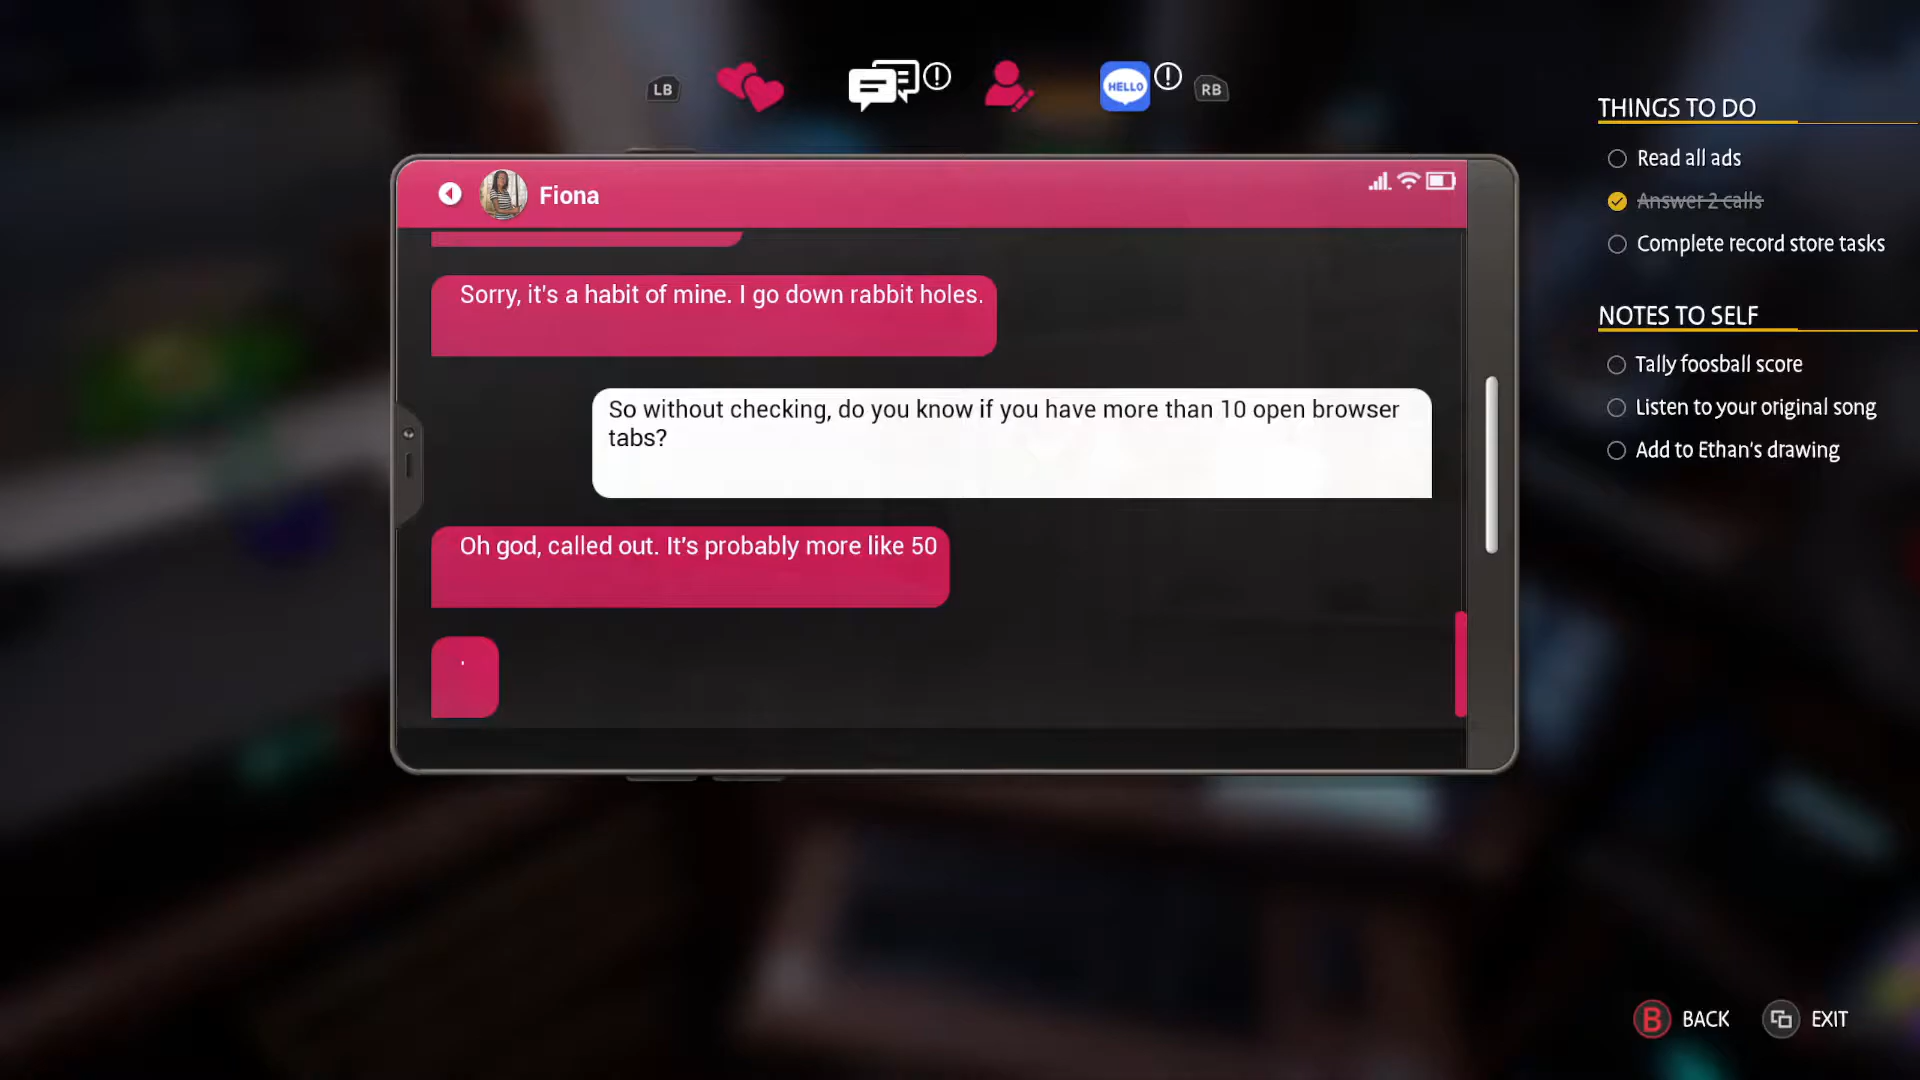 LB
HELLO
RB
THINGS TO DO
Read all ads
Answer 2 calls
Complete record store tasks
NOTES TO SELF
Tally foosball score
Listen to your original song
Add to Ethan's drawing
Fiona
Sorry, it's a habit of mine. I go down rabbit holes.
So without checking, do you know if you have more than 10 open browser
tabs?
Oh god, called out. It's probably more like 50
B BACK
EXIT